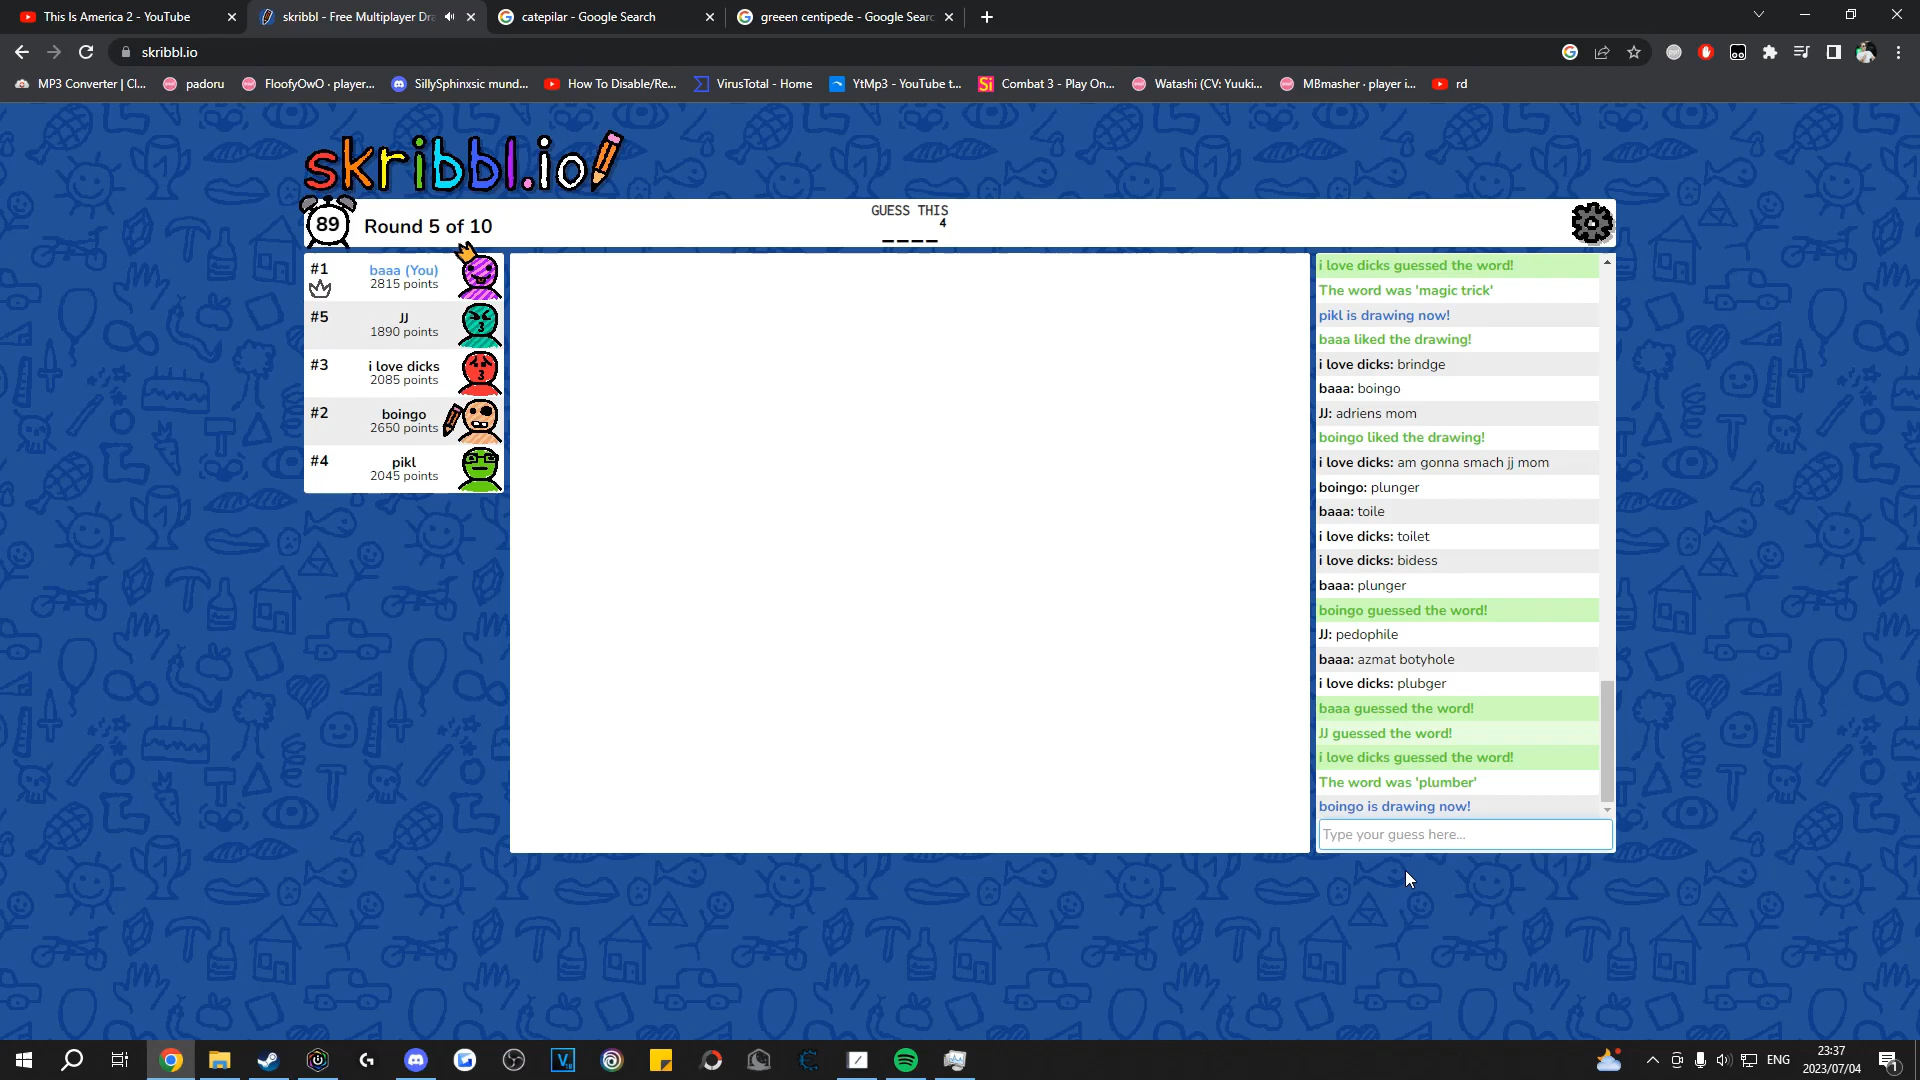 This Is America 2 - YouTube
skribbl - Free Multiplayer Dra
catepilar - Google Search
greeen centipede - Google Searc
skribbl.io
MP3 Converter | Cl...
padoru
FloofyOwO · player...
SillySphinxsic mund...
How To Disable/Re...
VirusTotal - Home
YtMp3 - YouTube t...
Combat 3 - Play On...
Watashi (CV: Yuuki...
MBmasher · player i...
rd
skribbl.io
89
Round 5 of 10
GUESS THIS
4
____
#1
baaa (You)
2815 points
#5
JJ
1890 points
#3
i love dicks
2085 points
#2
boingo
2650 points
#4
pikl
2045 points
i love dicks guessed the word!
The word was 'magic trick'
pikl is drawing now!
baaa liked the drawing!
i love dicks: brindge
baaa: boingo
JJ: adriens mom
boingo liked the drawing!
i love dicks: am gonna smach jj mom
boingo: plunger
baaa: toile
i love dicks: toilet
i love dicks: bidess
baaa: plunger
boingo guessed the word!
JJ: pedophile
baaa: azmat botyhole
i love dicks: plubger
baaa guessed the word!
JJ guessed the word!
i love dicks guessed the word!
The word was 'plumber'
boingo is drawing now!
Type your guess here...
ENG
23:37
2023/07/04
1